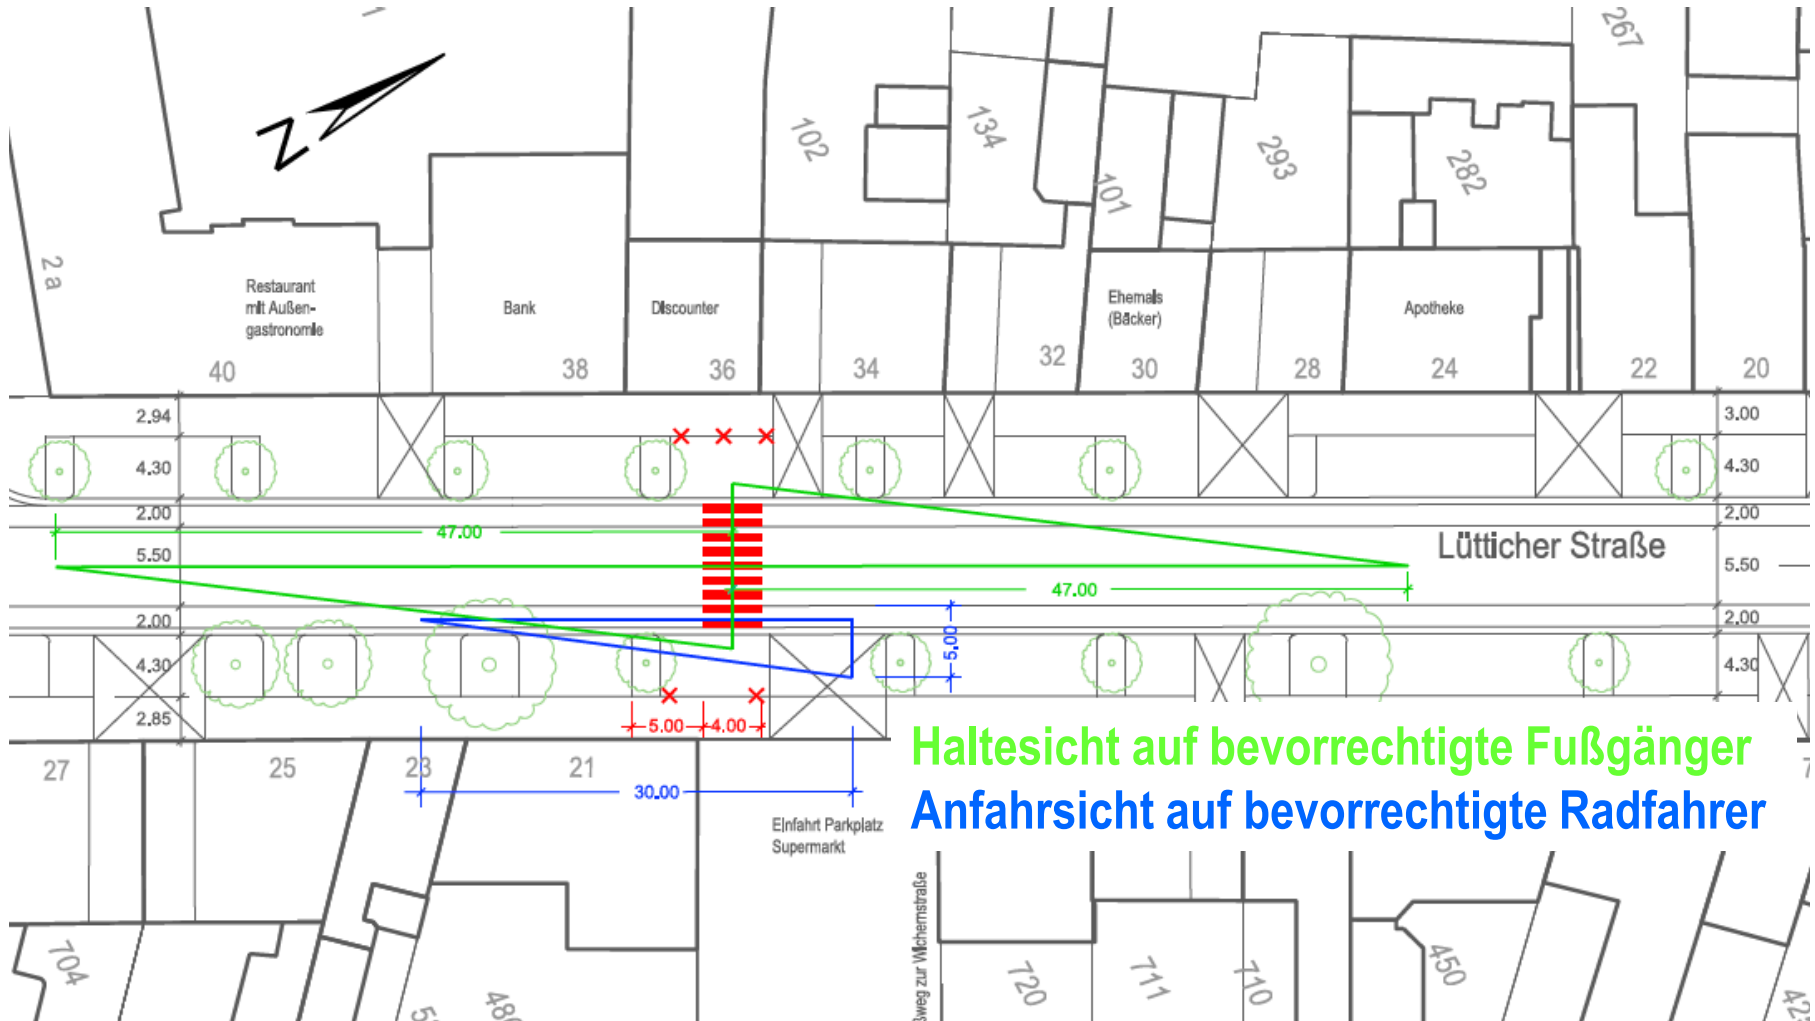 267
102
134
101
293
282
2 a
Restaurant
mit Außen-
gastronomie
Bank
Discounter
Ehemals
(Bäcker)
Apotheke
40
38
36
34
32
30
28
24
22
20
2.94
3.00
4.30
4.30
2.00
2.00
47.00
5.50
Lütticher Straße
5.50
47.00
2.00
2.00
5.00
4.30
4.30
2.85
5.00
4.00
27
25
23
21
30.00
Haltesicht auf bevorrechtigte Fußgänger
Anfahrsicht auf bevorrechtigte Radfahrer
Einfahrt Parkplatz
Supermarkt
zur Wichernstraße
704
720
711
710
450
N